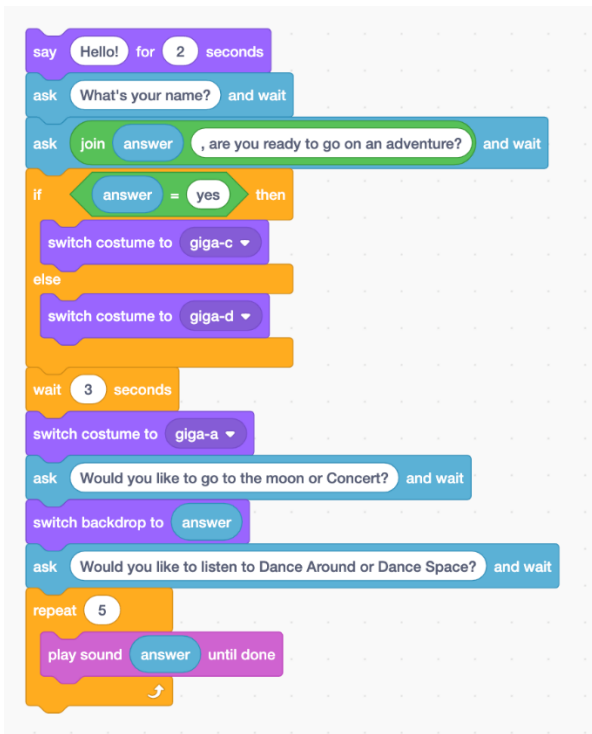 say Hello! for 2 seconds
ask What's your name? and wait
ask join answer , are you ready to go on an adventure? and wait
if answer = yes then
switch costume to giga-c
else
switch costume to giga-d
wait 3 seconds
switch costume to giga-a
ask Would you like to go to the moon or Concert? and wait
switch backdrop to answer
ask Would you like to listen to Dance Around or Dance Space? and wait
repeat 5
play sound answer until done